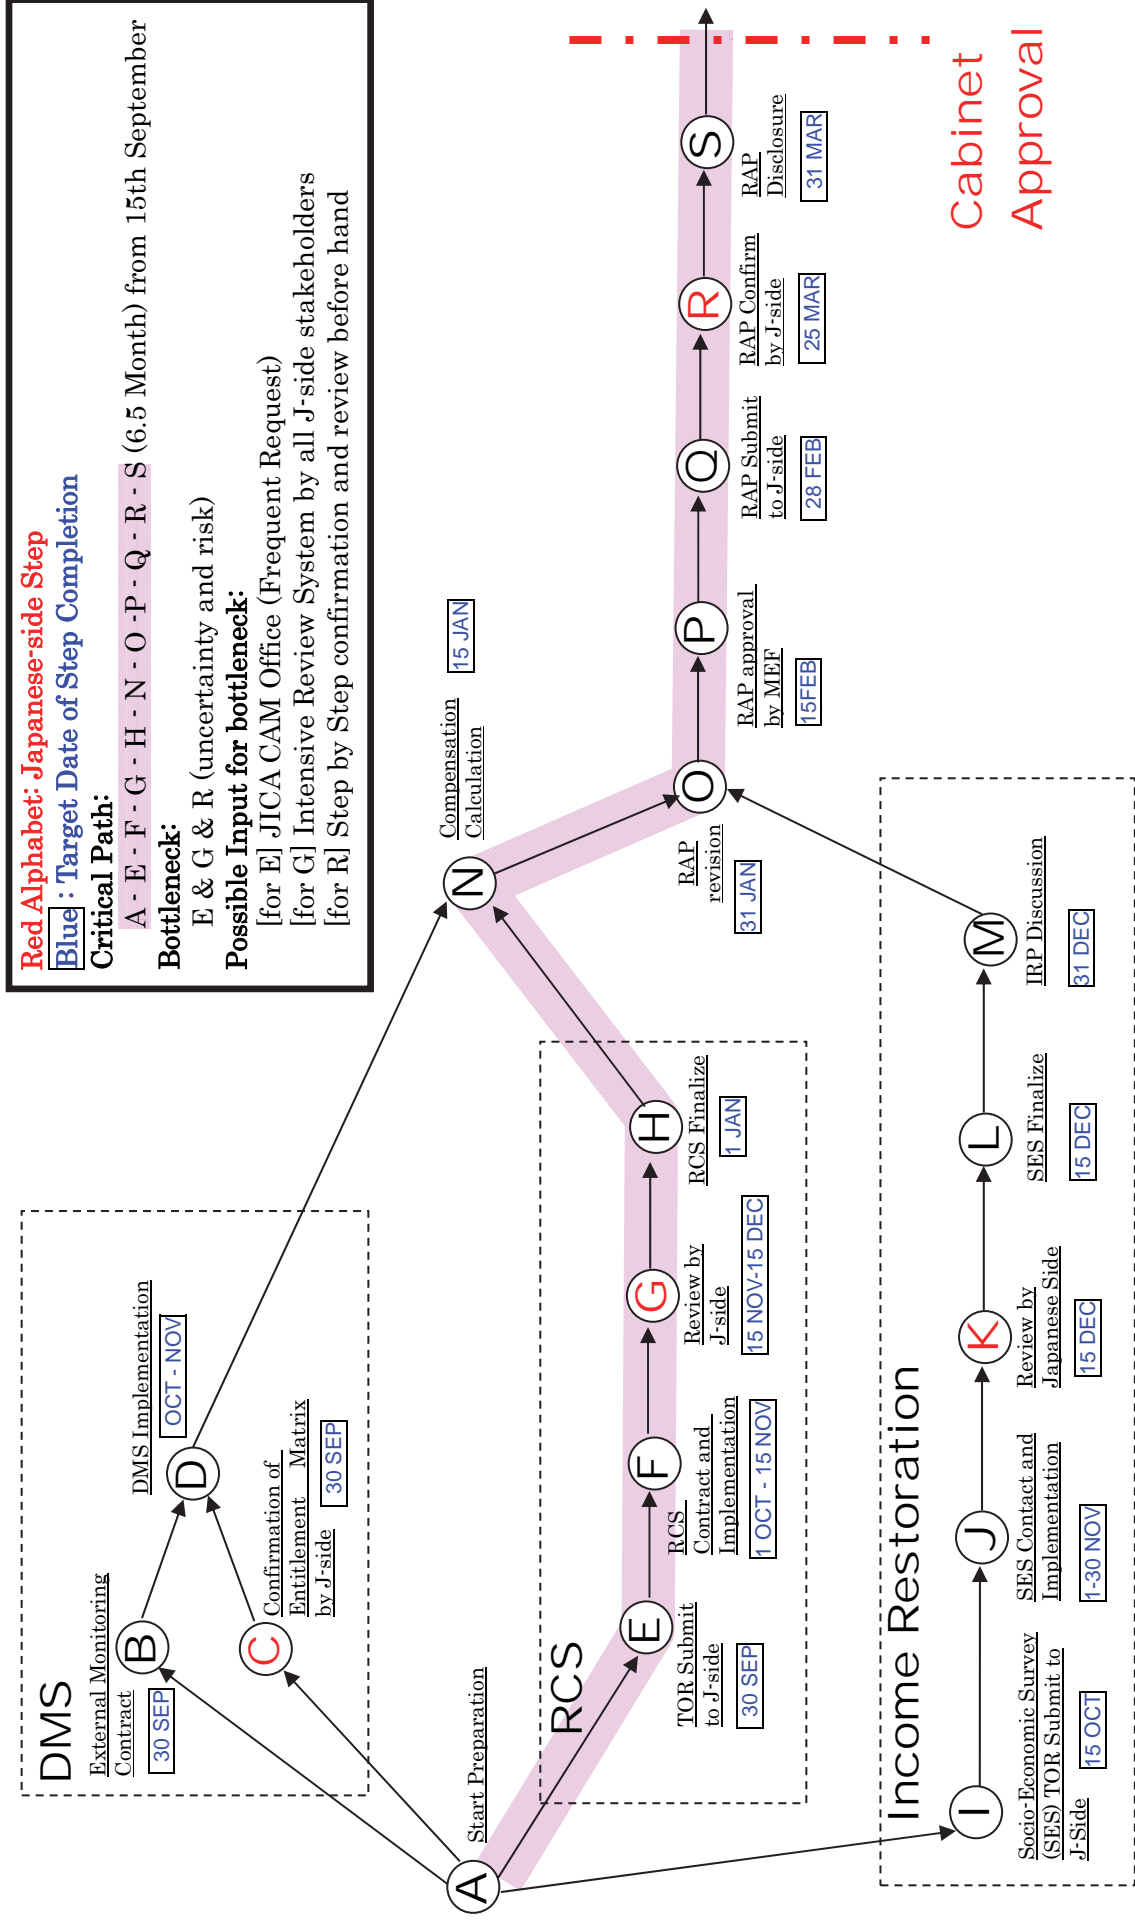 Red Alphabet: Japanese-side Step
Blue : Target Date of Step Completion
Critical Path:
A - E - F - G - H - N - O -P - Q - R - S (6.5 Month) from 15th September
Bottleneck:
E & G & R (uncertainty and risk)
Possible Input for bottleneck:
[for E] JICA CAM Office (Frequent Request)
[for G] Intensive Review System by all J-side stakeholders
[for R] Step by Step confirmation and review before hand
DMS
External Monitoring
Contract
30 SEP
B
C
Confirmation of
Entitlement Matrix
by J-side
30 SEP
DMS Implementation
OCT - NOV
D
A
Start Preparation
RCS
E
TOR Submit
to J-side
30 SEP
F
RCS
Contract and
Implementation
1 OCT - 15 NOV
G
Review by
J-side
15 NOV-15 DEC
H
RCS Finalize
1 JAN
N
Compensation
Calculation
15 JAN
O
RAP
revision
31 JAN
P
RAP approval
by MEF
15FEB
Q
RAP Submit
to J-side
28 FEB
R
RAP Confirm
by J-side
25 MAR
S
RAP
Disclosure
31 MAR
Cabinet
Approval
Income Restoration
I
Socio-Economic Survey
(SES) TOR Submit to
J-Side
15 OCT
J
SES Contact and
Implementation
1-30 NOV
K
Review by
Japanese Side
15 DEC
L
SES Finalize
15 DEC
M
IRP Discussion
31 DEC